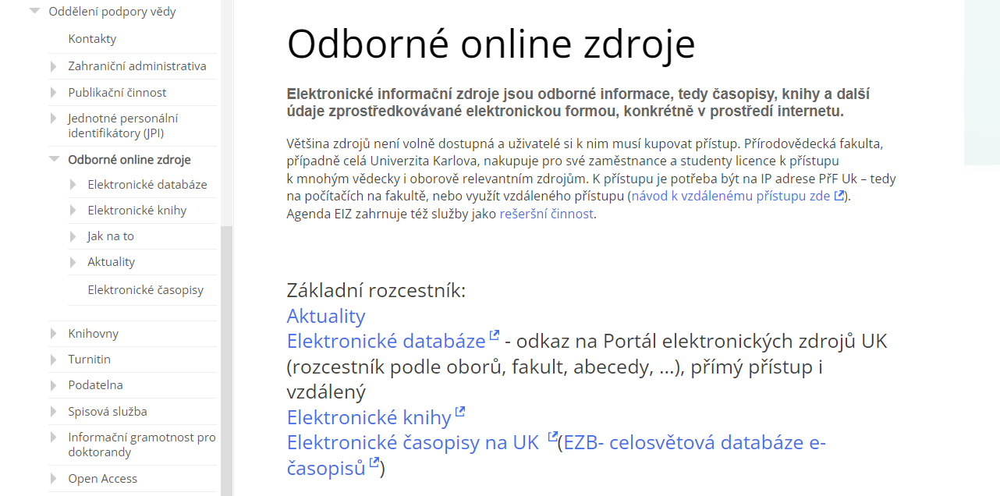 Oddělení podpory vědy
Kontakty
Zahraniční administrativa
Publikační činnost
Jednotné personální
identifikátory (JPI)
Odborné online zdroje
Elektronické databáze
Elektronické knihy
Jak na to
Aktuality
Elektronické časopisy
Knihovny
Turnitin
Podatelna
Spisová služba
Informační gramotnost pro
doktorandy
Open Access
Odborné online zdroje
Elektronické informační zdroje jsou odborné informace, tedy časopisy, knihy a další
údaje zprostředkovávané elektronickou formou, konkrétně v prostředí internetu.
Většina zdrojů není volně dostupná a uživatelé si k nim musí kupovat přístup. Přírodovědecká fakulta,
případně celá Univerzita Karlova, nakupuje pro své zaměstnance a studenty licence k přístupu
k mnohým vědecky i oborově relevantním zdrojům. K přístupu je potřeba být na IP adrese PřF Uk – tedy
na počítačích na fakultě, nebo využít vzdáleného přístupu (návod k vzdálenému přístupu zde).
Agenda EIZ zahrnuje též služby jako rešeršní činnost.
Základní rozcestník:
Aktuality
Elektronické databáze - odkaz na Portál elektronických zdrojů UK
(rozcestník podle oborů, fakult, abecedy, ...), přímý přístup i
vzdálený
Elektronické knihy
Elektronické časopisy na UK (EZB- celosvětová databáze e-
časopisů)